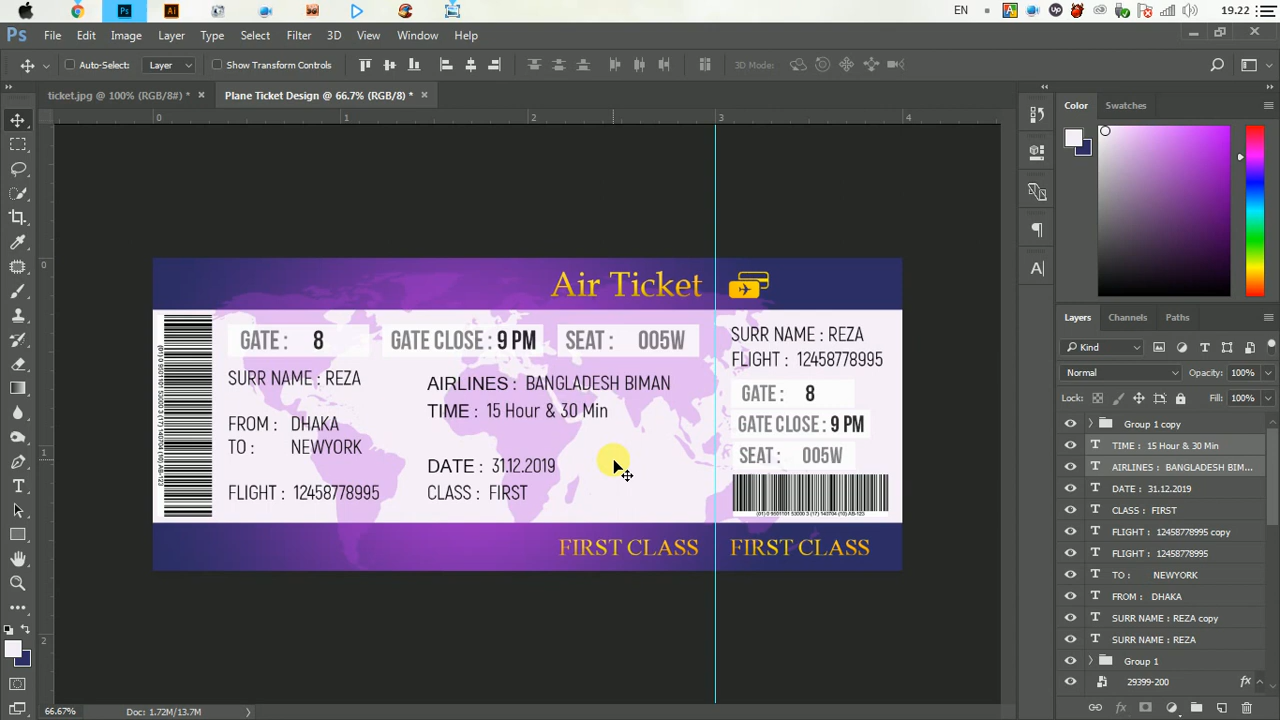 EN 19.22
Ps File Edit Image Layer Type Select Filter 3D View Window Help
Auto-Select: Layer Show Transform Controls 3D Mode:
ticket.jpg @ 100% (RGB/8#) * × Plane Ticket Design @ 66.7% (RGB/8) * ×
Color Swatches
0 1 2 3 4
Air Ticket
GATE : 8 GATE CLOSE : 9 PM SEAT : 005W
SURR NAME : REZA
FROM : DHAKA
TO : NEWYORK
FLIGHT : 12458778995
AIRLINES : BANGLADESH BIMAN
TIME : 15 Hour & 30 Min
DATE : 31.12.2019
CLASS : FIRST
FIRST CLASS
SURR NAME : REZA
FLIGHT : 12458778995
GATE : 8
GATE CLOSE : 9 PM
SEAT : 005W
FIRST CLASS
Layers Channels Paths
Kind
Normal Opacity: 100%
Lock: Fill: 100%
Group 1 copy
TIME : 15 Hour & 30 Min
AIRLINES : BANGLADESH BIM...
DATE : 31.12.2019
CLASS : FIRST
FLIGHT : 12458778995 copy
FLIGHT : 12458778995
TO : NEWYORK
FROM : DHAKA
SURR NAME : REZA copy
SURR NAME : REZA
Group 1
29399-200 fx
66.67% Doc: 1.72M/13.7M